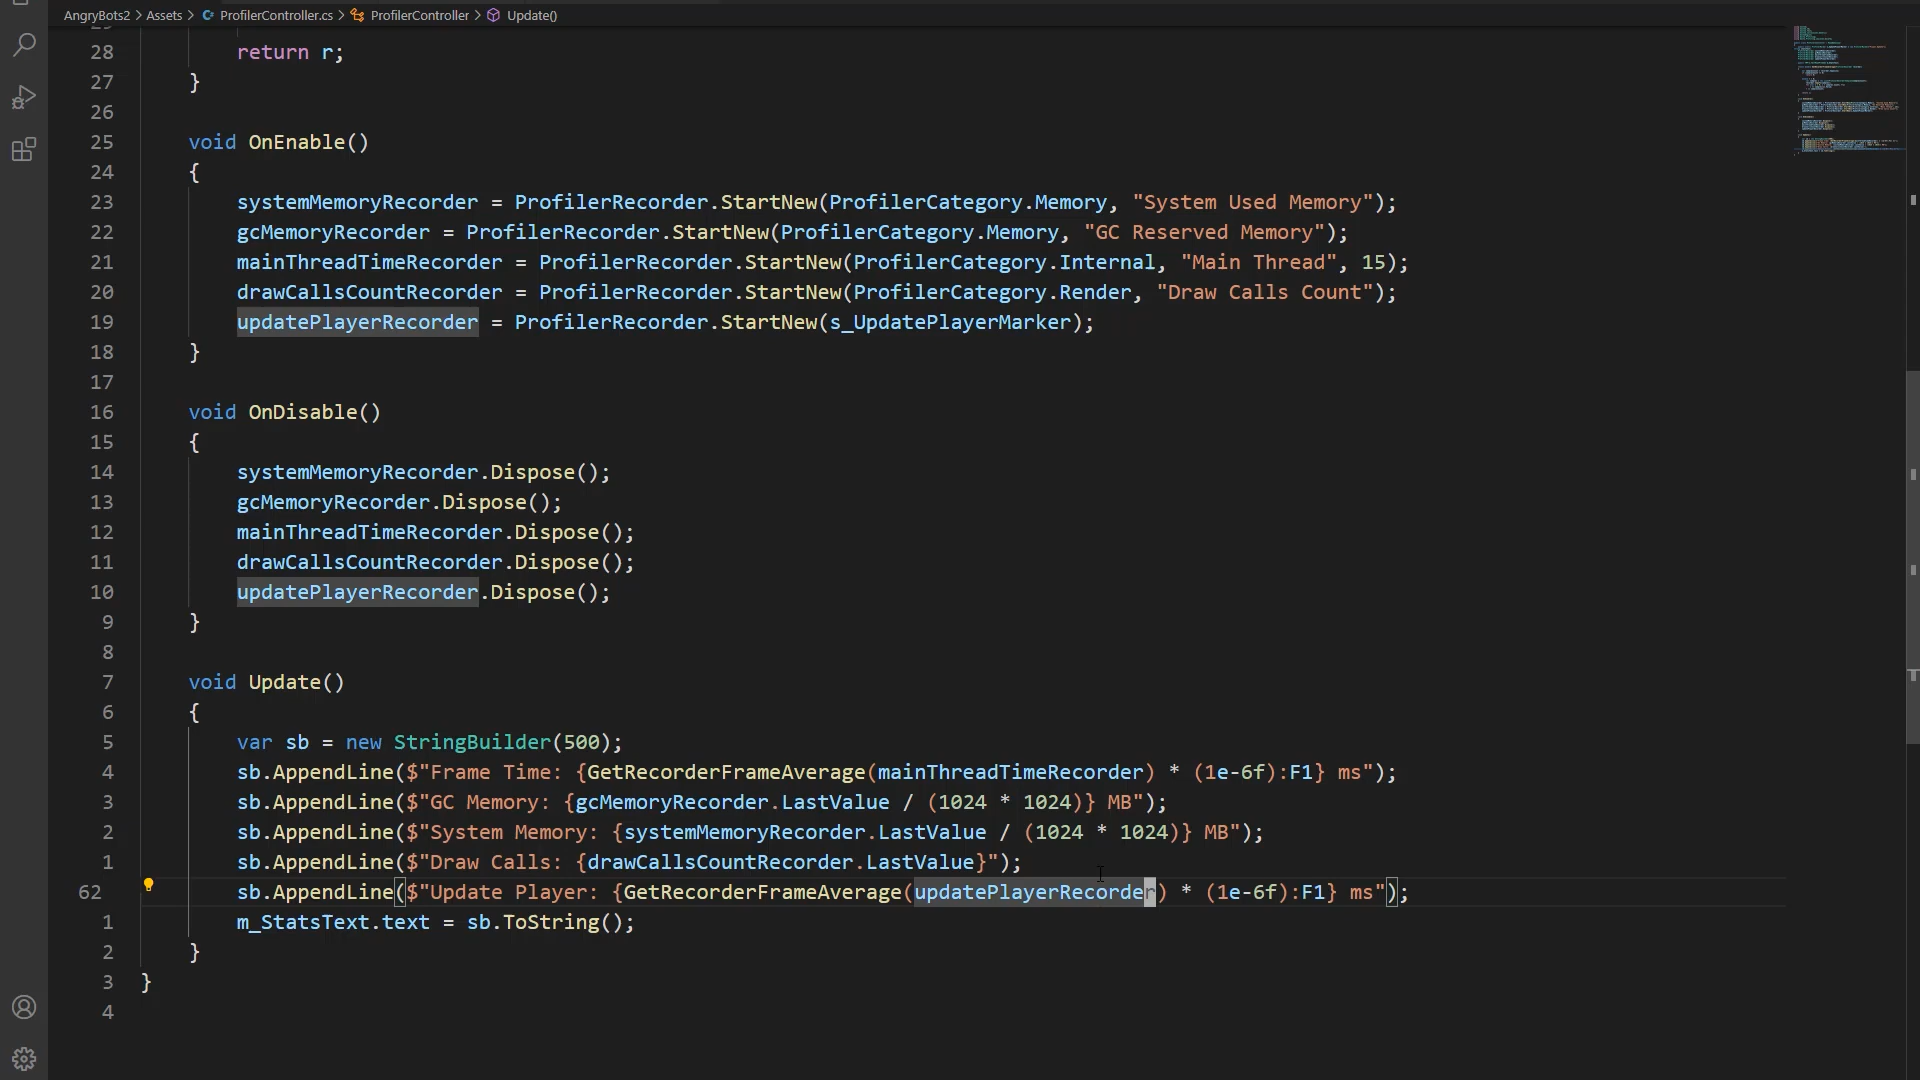 AngryBots2 > Assets > ProfilerController.cs > ProfilerController > Update()
28 return r;
27 }
26
25 void OnEnable()
24 {
23 systemMemoryRecorder = ProfilerRecorder.StartNew(ProfilerCategory.Memory, "System Used Memory");
22 gcMemoryRecorder = ProfilerRecorder.StartNew(ProfilerCategory.Memory, "GC Reserved Memory");
21 mainThreadTimeRecorder = ProfilerRecorder.StartNew(ProfilerCategory.Internal, "Main Thread", 15);
20 drawCallsCountRecorder = ProfilerRecorder.StartNew(ProfilerCategory.Render, "Draw Calls Count");
19 updatePlayerRecorder = ProfilerRecorder.StartNew(s_UpdatePlayerMarker);
18 }
17
16 void OnDisable()
15 {
14 systemMemoryRecorder.Dispose();
13 gcMemoryRecorder.Dispose();
12 mainThreadTimeRecorder.Dispose();
11 drawCallsCountRecorder.Dispose();
10 updatePlayerRecorder.Dispose();
9 }
8
7 void Update()
6 {
5 var sb = new StringBuilder(500);
4 sb.AppendLine($"Frame Time: {GetRecorderFrameAverage(mainThreadTimeRecorder) * (1e-6f):F1} ms");
3 sb.AppendLine($"GC Memory: {gcMemoryRecorder.LastValue / (1024 * 1024)} MB");
2 sb.AppendLine($"System Memory: {systemMemoryRecorder.LastValue / (1024 * 1024)} MB");
1 sb.AppendLine($"Draw Calls: {drawCallsCountRecorder.LastValue}");
62 sb.AppendLine($"Update Player: {GetRecorderFrameAverage(updatePlayerRecorder) * (1e-6f):F1} ms");
1 m_StatsText.text = sb.ToString();
2 }
3 }
4